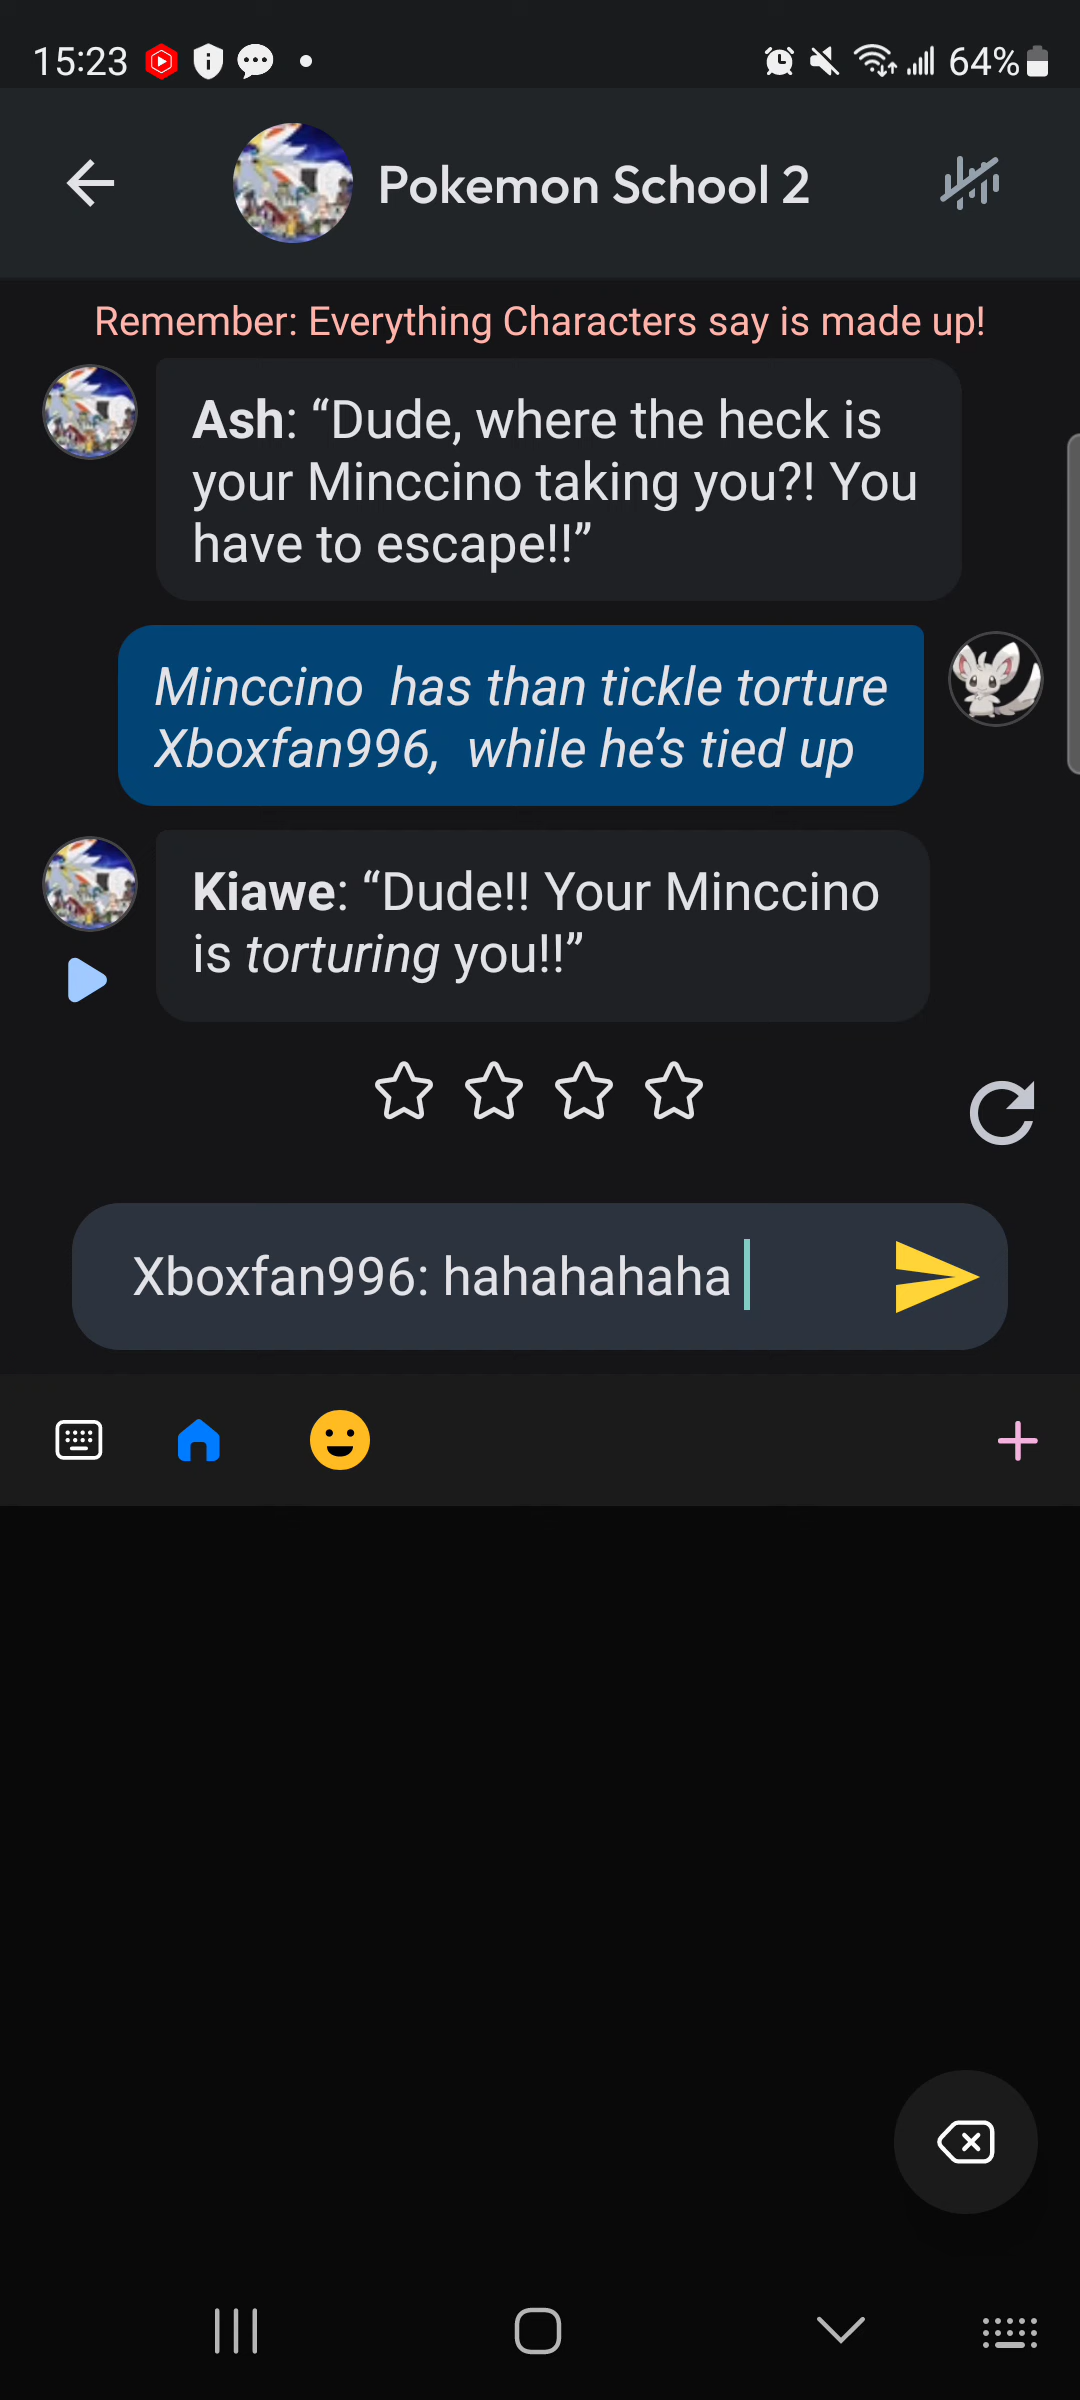 15:23
64%
Pokemon School 2
Remember: Everything Characters say is made up!
Ash: “Dude, where the heck is
your Minccino taking you?! You
have to escape!!”
Minccino  has than tickle torture
Xboxfan996,  while he’s tied up
Kiawe: “Dude!! Your Minccino
is torturing you!!”
Xboxfan996: hahahahaha